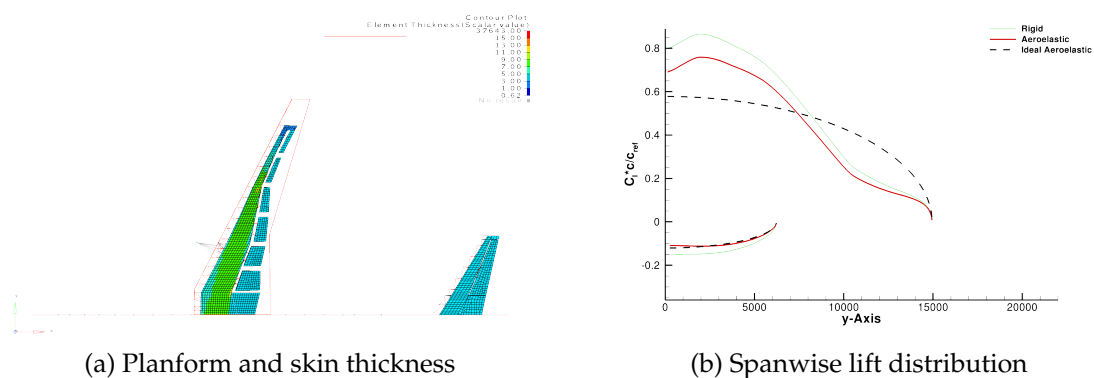 Contour Plot
Element Thickness(Scalar value)
37643.00
15.00
13.00
11.00
9.00
7.00
5.00
3.00
1.00
0.62
No result
Rigid
Aeroelastic
Ideal Aeroelastic
0.8
0.6
0.4
0.2
0
-0.2
C_l*c/c_ref
0 5000 10000 15000 20000
y-Axis
(a) Planform and skin thickness
(b) Spanwise lift distribution